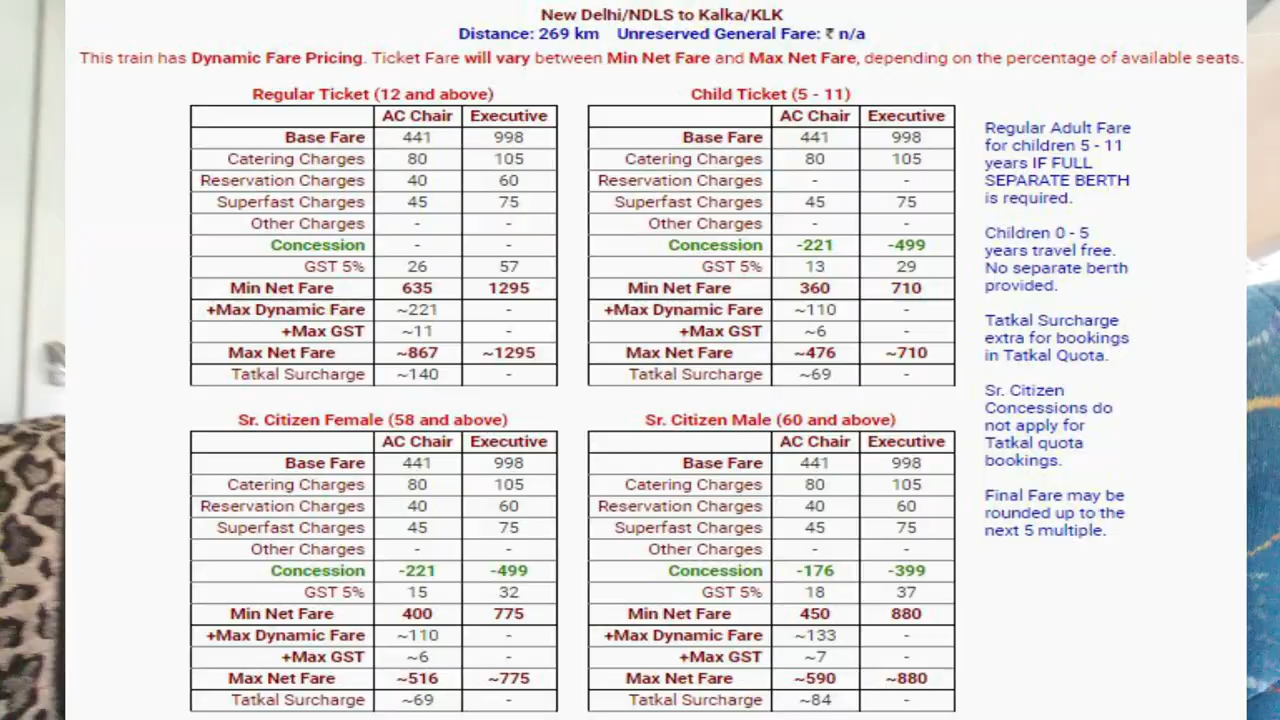 New Delhi/NDLS to Kalka/KLK
Distance: 269 km Unreserved General Fare: ₹ n/a
This train has Dynamic Fare Pricing. Ticket Fare will vary between Min Net Fare and Max Net Fare, depending on the percentage of available seats.
Regular Ticket (12 and above)
AC Chair Executive
Base Fare 441 998
Catering Charges 80 105
Reservation Charges 40 60
Superfast Charges 45 75
Other Charges - -
Concession - -
GST 5% 26 57
Min Net Fare 635 1295
+Max Dynamic Fare ~221 -
+Max GST ~11 -
Max Net Fare ~867 ~1295
Tatkal Surcharge ~140 -
Child Ticket (5 - 11)
AC Chair Executive
Base Fare 441 998
Catering Charges 80 105
Reservation Charges - -
Superfast Charges 45 75
Other Charges - -
Concession -221 -499
GST 5% 13 29
Min Net Fare 360 710
+Max Dynamic Fare ~110 -
+Max GST ~6 -
Max Net Fare ~476 ~710
Tatkal Surcharge ~69 -
Sr. Citizen Female (58 and above)
AC Chair Executive
Base Fare 441 998
Catering Charges 80 105
Reservation Charges 40 60
Superfast Charges 45 75
Other Charges - -
Concession -221 -499
GST 5% 15 32
Min Net Fare 400 775
+Max Dynamic Fare ~110 -
+Max GST ~6 -
Max Net Fare ~516 ~775
Tatkal Surcharge ~69 -
Sr. Citizen Male (60 and above)
AC Chair Executive
Base Fare 441 998
Catering Charges 80 105
Reservation Charges 40 60
Superfast Charges 45 75
Other Charges - -
Concession -176 -399
GST 5% 18 37
Min Net Fare 450 880
+Max Dynamic Fare ~133 -
+Max GST ~7 -
Max Net Fare ~590 ~880
Tatkal Surcharge ~84 -
Regular Adult Fare
for children 5 - 11
years IF FULL
SEPARATE BERTH
is required.
Children 0 - 5
years travel free.
No separate berth
provided.
Tatkal Surcharge
extra for bookings
in Tatkal Quota.
Sr. Citizen
Concessions do
not apply for
Tatkal quota
bookings.
Final Fare may be
rounded up to the
next 5 multiple.